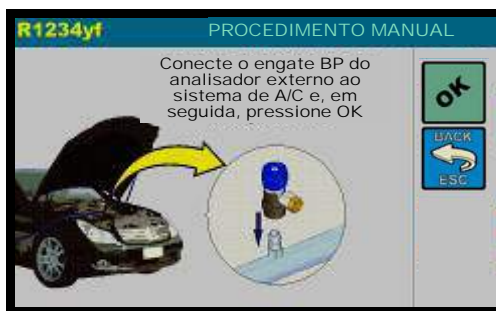 R1234yf PROCEDIMENTO MANUAL
Conecte o engate BP do
analisador externo ao
sistema de A/C e, em
seguida, pressione OK
OK
BACK
ESC